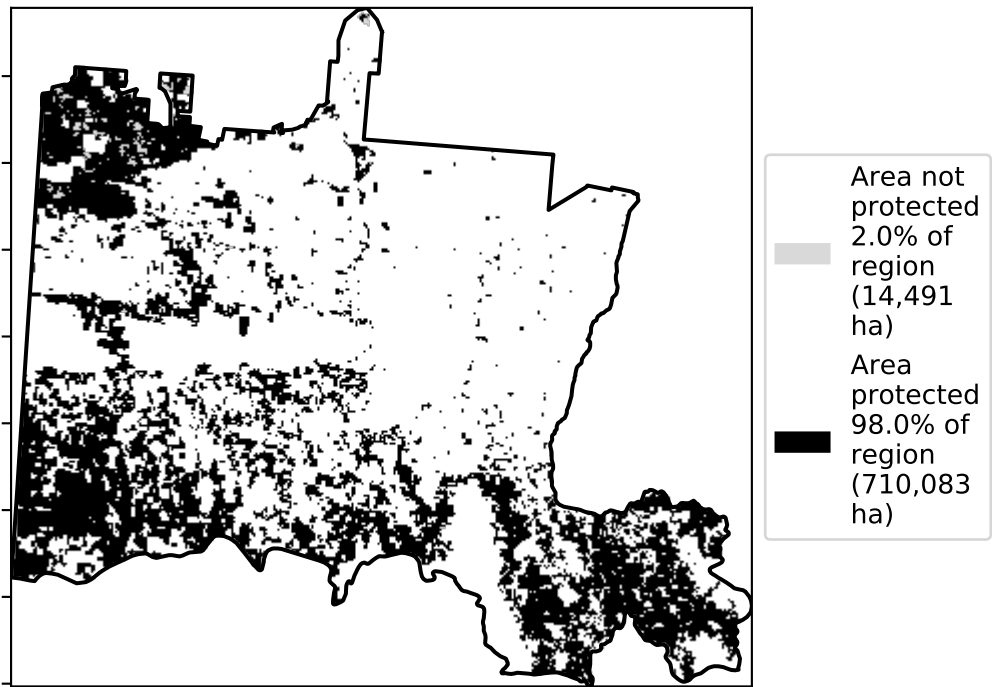 Area not
protected
2.0% of
region
(14,491
ha)
Area
protected
98.0% of
region
(710,083
ha)